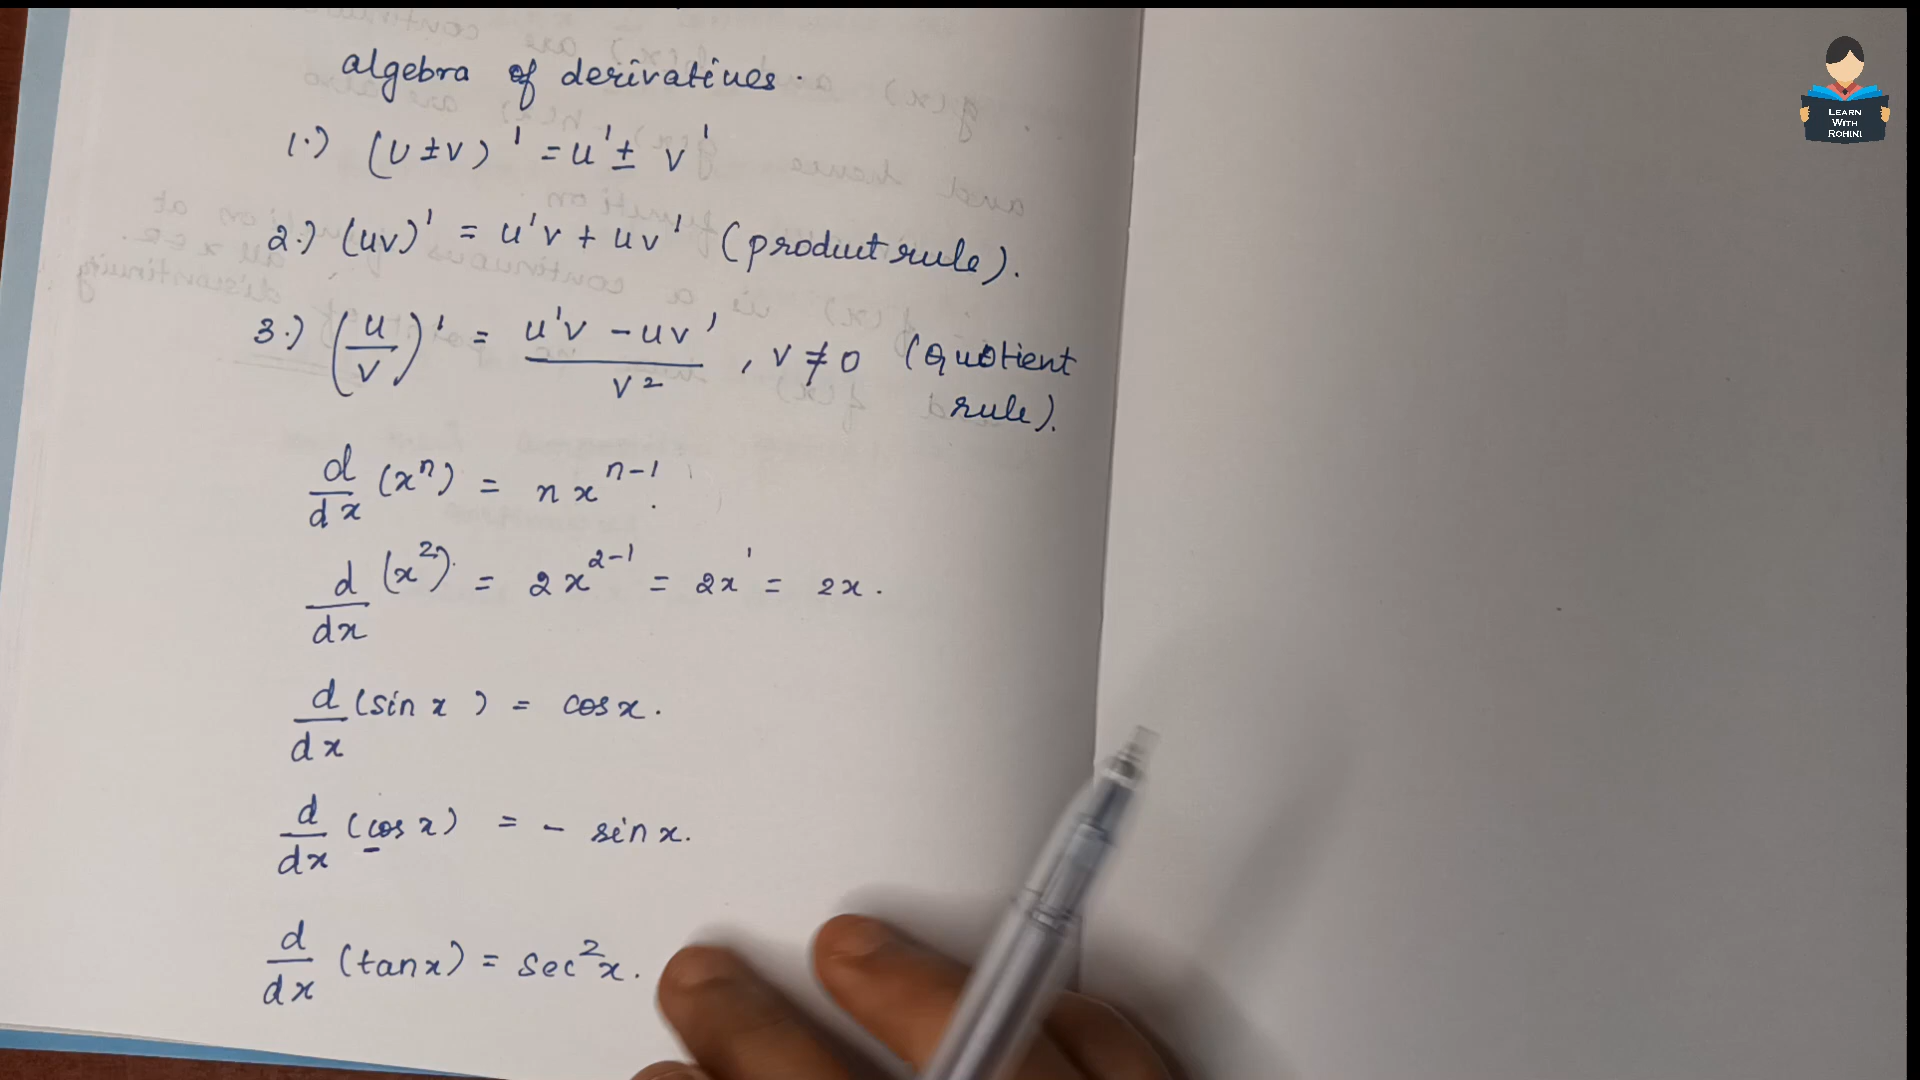 algebra of derivatives.
1.) (u ± v)' = u' ± v'
2.) (uv)' = u'v + uv' (product rule).
3.) (u/v)' = u'v - uv' / v², v ≠ 0 (Quotient
rule).
d/dx (xⁿ) = n xⁿ⁻¹.
d/dx (x²) = 2x²⁻¹ = 2x¹ = 2x.
d/dx (sin x) = cos x.
d/dx (cos x) = - sin x.
d/dx (tan x) = sec²x.
LEARN
WITH
ROHINI